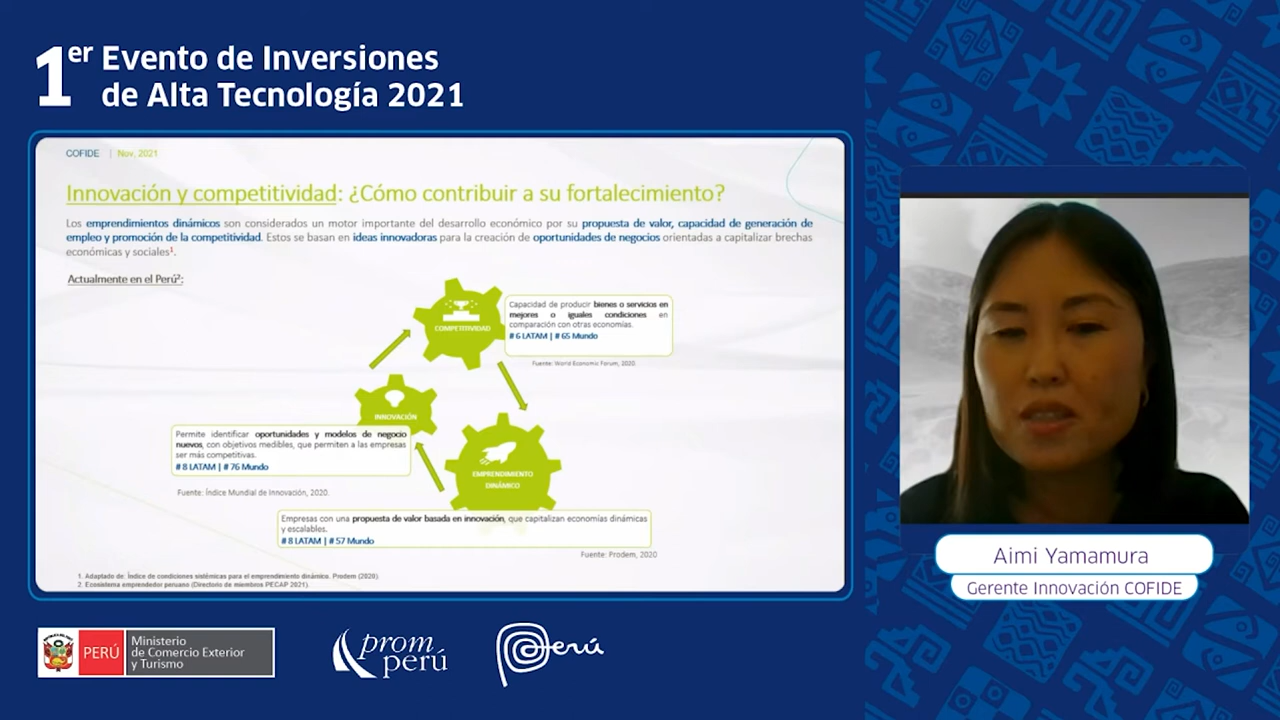 1er Evento de Inversiones
de Alta Tecnología 2021
COFIDE | Nov. 2021
Innovación y competitividad: ¿Cómo contribuir a su fortalecimiento?
Los emprendimientos dinámicos son considerados un motor importante del desarrollo económico por su propuesta de valor, capacidad de generación de
empleo y promoción de la competitividad. Estos se basan en ideas innovadoras para la creación de oportunidades de negocios orientadas a capitalizar brechas
económicas y sociales¹.
Actualmente en el Perú²:
COMPETITIVIDAD
Capacidad de producir bienes o servicios en
mejores o iguales condiciones en
comparación con otras economías.
# 6 LATAM | # 65 Mundo
Fuente: World Economic Forum, 2020.
INNOVACIÓN
Permite identificar oportunidades y modelos de negocio
nuevos, con objetivos medibles, que permiten a las empresas
ser más competitivas.
# 8 LATAM | # 76 Mundo
Fuente: Índice Mundial de Innovación, 2020.
EMPRENDIMIENTO
DINÁMICO
Empresas con una propuesta de valor basada en innovación, que capitalizan economías dinámicas
y escalables.
# 8 LATAM | # 57 Mundo
Fuente: Prodem, 2020
1. Adaptado de: Índice de condiciones sistémicas para el emprendimiento dinámico. Prodem (2020)
2. Ecosistema emprendedor peruano (Directorio de miembros PECAP 2021).
Aimi Yamamura
Gerente Innovación COFIDE
PERÚ
Ministerio
de Comercio Exterior
y Turismo
prom
perú
Perú